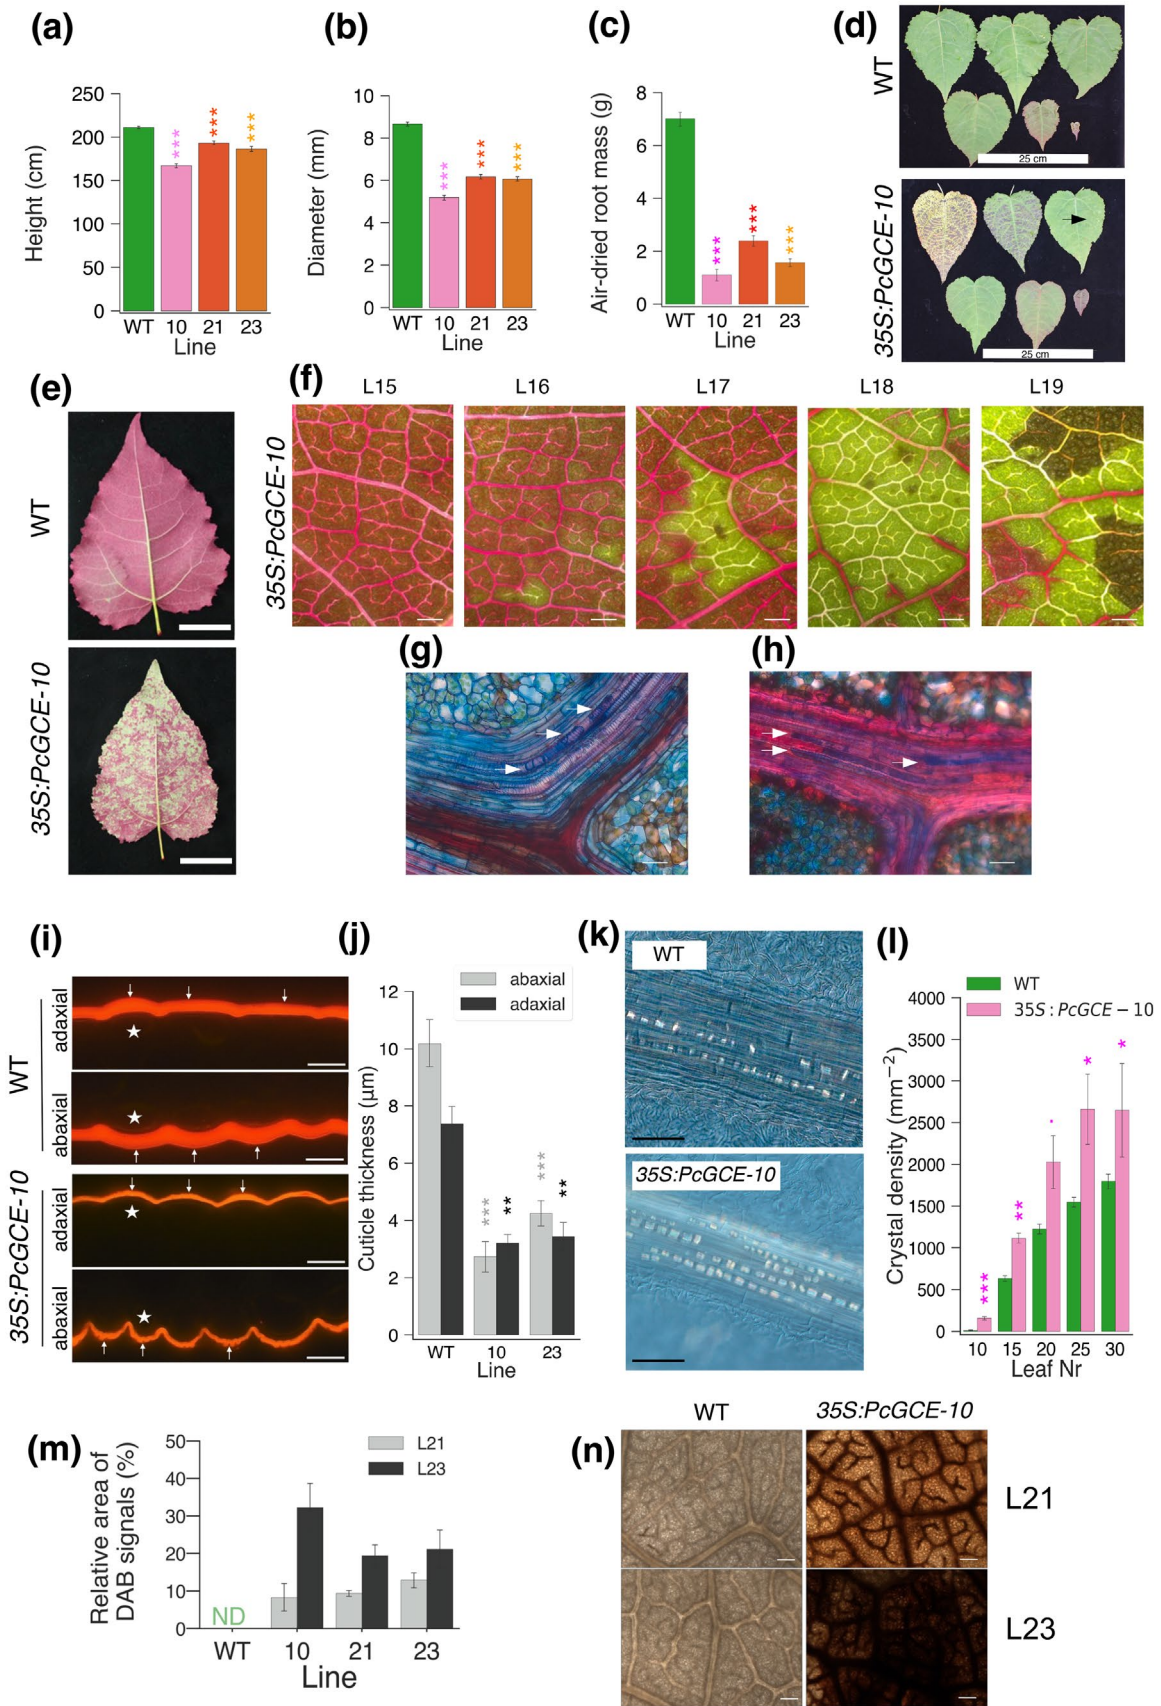 (a)
Height (cm)
250
200
150
100
50
0
***
***
***
WT 10 21 23
Line
(b)
Diameter (mm)
10
8
6
4
2
0
***
***
***
WT 10 21 23
Line
(c)
Air-dried root mass (g)
8
6
4
2
0
***
***
***
WT 10 21 23
Line
(d)
WT
25 cm
35S:PcGCE-10
25 cm
(e)
WT
35S:PcGCE-10
(f)
L15 L16 L17 L18 L19
35S:PcGCE-10
(g)
(h)
(i)
WT
adaxial
abaxial
35S:PcGCE-10
adaxial
abaxial
(j)
abaxial
adaxial
Cuticle thickness (μm)
12
10
8
6
4
2
0
***
**
***
**
WT 10 23
Line
(k)
WT
35S:PcGCE-10
(l)
WT
35S:PcGCE−10
Crystal density (mm−2)
4000
3500
3000
2500
2000
1500
1000
500
0
***
**
.
*
*
10 15 20 25 30
Leaf Nr
(m)
Relative area of
DAB signals (%)
50
40
30
20
10
0
L21
L23
ND
WT 10 21 23
Line
(n)
WT 35S:PcGCE-10
L21
L23